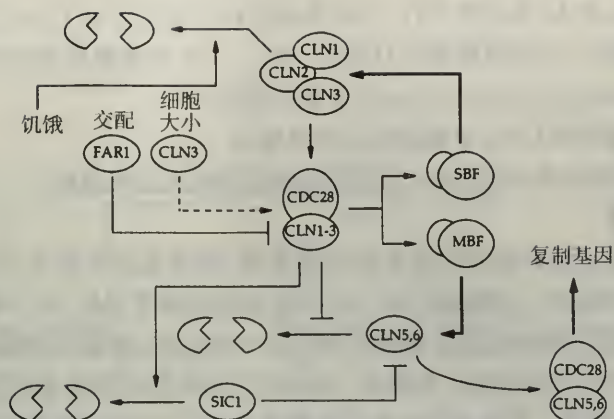 CLN1
CLN2
CLN3
饥饿
交配
细胞
大小
FAR1
CLN3
SBF
CDC28
CLN1-3
MBF
复制基因
CLN5,6
CDC28
SIC1
CLN5,6